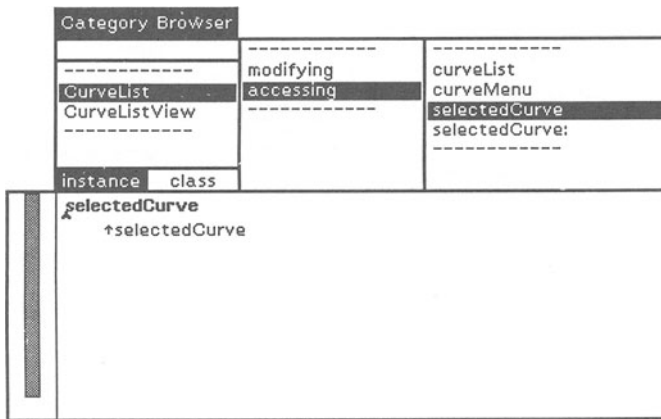 Category Browser
------------
CurveList
CurveListView
------------
instance class
------------
modifying
accessing
------------
------------
curveList
curveMenu
selectedCurve
selectedCurve:
------------
selectedCurve
↑selectedCurve